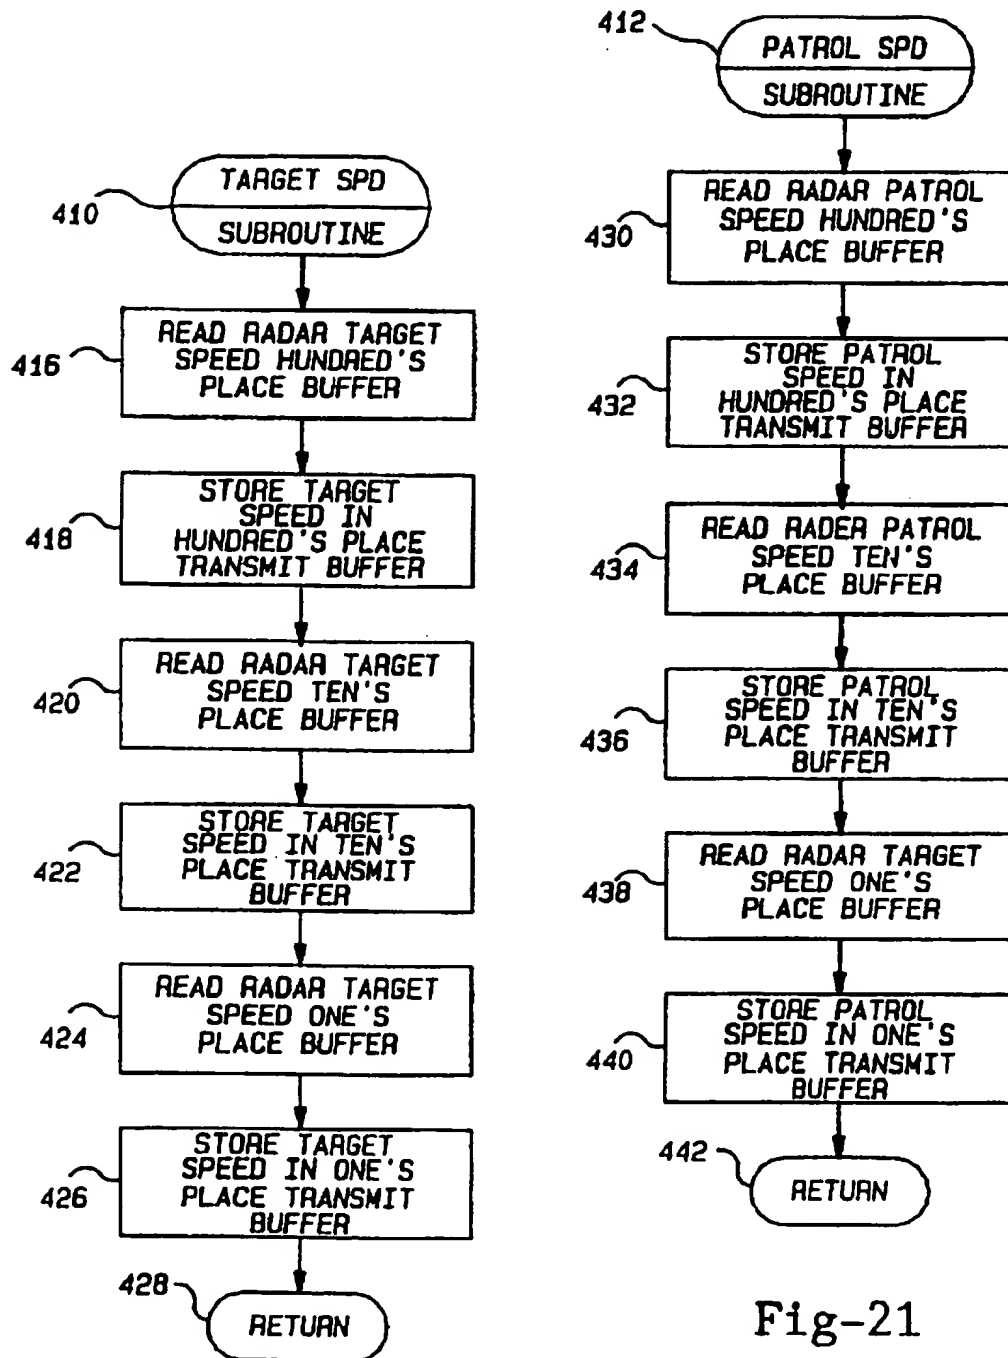 410
TARGET SPD
SUBROUTINE
416
READ RADAR TARGET
SPEED HUNDRED'S
PLACE BUFFER
418
STORE TARGET
SPEED IN
HUNDRED'S PLACE
TRANSMIT BUFFER
420
READ RADAR TARGET
SPEED TEN'S
PLACE BUFFER
422
STORE TARGET
SPEED IN TEN'S
PLACE TRANSMIT
BUFFER
424
READ RADAR TARGET
SPEED ONE'S
PLACE BUFFER
426
STORE TARGET
SPEED IN ONE'S
PLACE TRANSMIT
BUFFER
428
RETURN
412
PATROL SPD
SUBROUTINE
430
READ RADAR PATROL
SPEED HUNDRED'S
PLACE BUFFER
432
STORE PATROL
SPEED IN
HUNDRED'S PLACE
TRANSMIT BUFFER
434
READ RADER PATROL
SPEED TEN'S
PLACE BUFFER
436
STORE PATROL
SPEED IN TEN'S
PLACE TRANSMIT
BUFFER
438
READ RADAR TARGET
SPEED ONE'S
PLACE BUFFER
440
STORE PATROL
SPEED IN ONE'S
PLACE TRANSMIT
BUFFER
442
RETURN
Fig-21